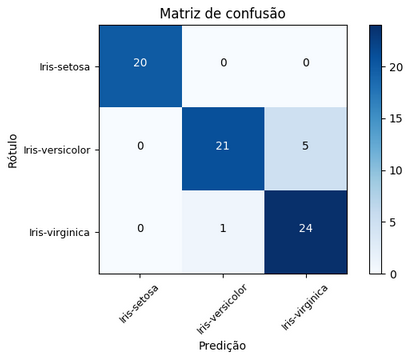 Matriz de confusão
Rótulo
Iris-setosa
20
0
0
Iris-versicolor
0
21
5
Iris-virginica
0
1
24
Iris-setosa
Iris-versicolor
Iris-virginica
Predição
20
15
10
5
0